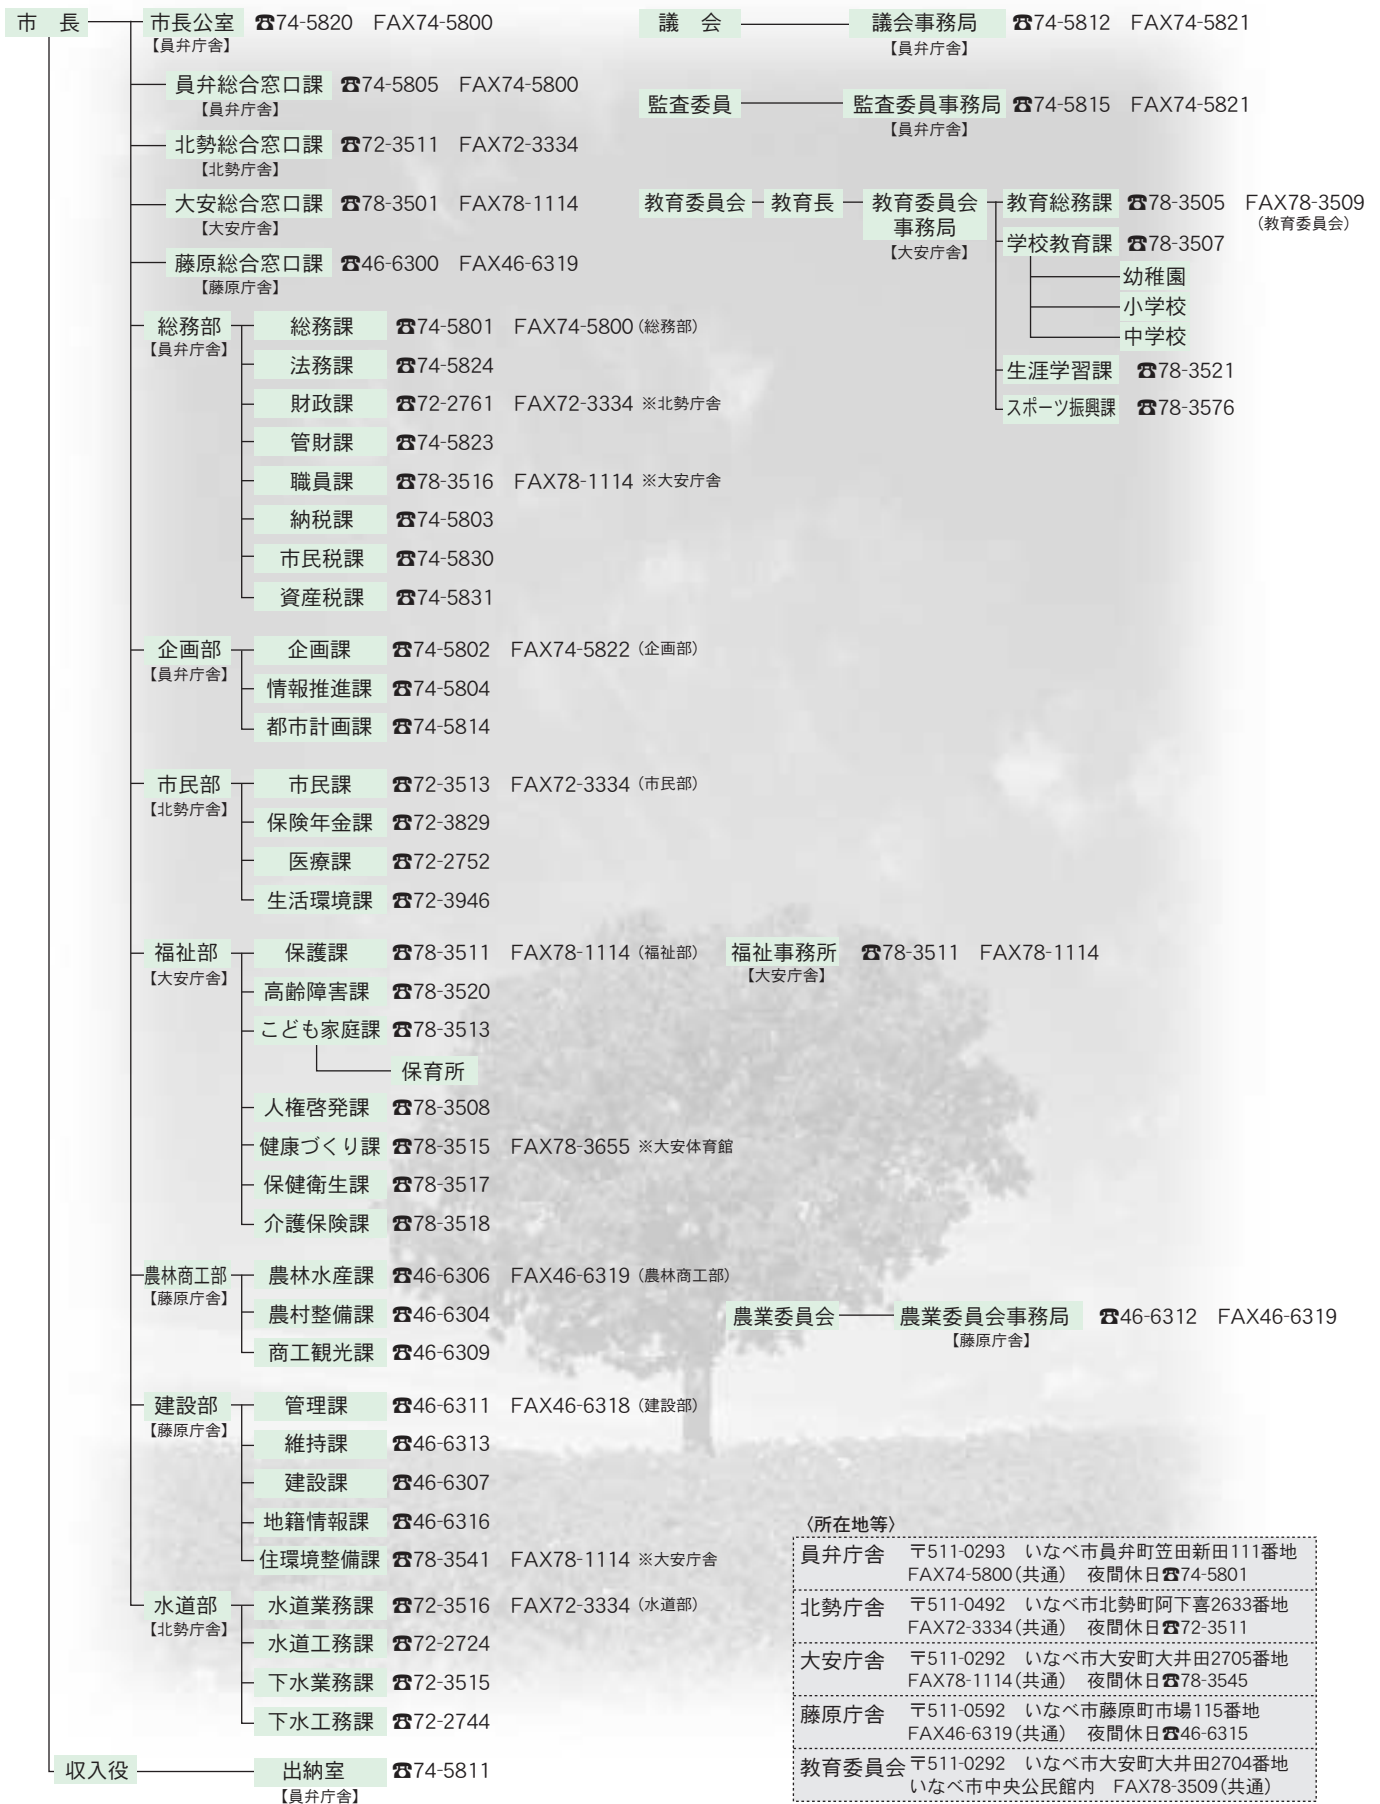 市　長
市長公室 ☎74-5820　FAX74-5800
【員弁庁舎】
員弁総合窓口課 ☎74-5805　FAX74-5800
【員弁庁舎】
北勢総合窓口課 ☎72-3511　FAX72-3334
【北勢庁舎】
大安総合窓口課 ☎78-3501　FAX78-1114
【大安庁舎】
藤原総合窓口課 ☎46-6300　FAX46-6319
【藤原庁舎】
総務部 総務課 ☎74-5801　FAX74-5800（総務部）
【員弁庁舎】
法務課 ☎74-5824
財政課 ☎72-2761　FAX72-3334 ※北勢庁舎
管財課 ☎74-5823
職員課 ☎78-3516　FAX78-1114 ※大安庁舎
納税課 ☎74-5803
市民税課 ☎74-5830
資産税課 ☎74-5831
企画部 企画課 ☎74-5802　FAX74-5822（企画部）
【員弁庁舎】
情報推進課 ☎74-5804
都市計画課 ☎74-5814
市民部 市民課 ☎72-3513　FAX72-3334（市民部）
【北勢庁舎】
保険年金課 ☎72-3829
医療課 ☎72-2752
生活環境課 ☎72-3946
福祉部 保護課 ☎78-3511　FAX78-1114（福祉部）
【大安庁舎】
高齢障害課 ☎78-3520
こども家庭課 ☎78-3513
保育所
人権啓発課 ☎78-3508
健康づくり課 ☎78-3515　FAX78-3655 ※大安体育館
保健衛生課 ☎78-3517
介護保険課 ☎78-3518
農林商工部 農林水産課 ☎46-6306　FAX46-6319（農林商工部）
【藤原庁舎】
農村整備課 ☎46-6304
商工観光課 ☎46-6309
建設部 管理課 ☎46-6311　FAX46-6318（建設部）
【藤原庁舎】
維持課 ☎46-6313
建設課 ☎46-6307
地籍情報課 ☎46-6316
住環境整備課 ☎78-3541　FAX78-1114 ※大安庁舎
水道部 水道業務課 ☎72-3516　FAX72-3334（水道部）
【北勢庁舎】
水道工務課 ☎72-2724
下水業務課 ☎72-3515
下水工務課 ☎72-2744
収入役 出納室 ☎74-5811
【員弁庁舎】
議　会 議会事務局 ☎74-5812　FAX74-5821
【員弁庁舎】
監査委員 監査委員事務局 ☎74-5815　FAX74-5821
【員弁庁舎】
教育委員会 教育長 教育委員会
事務局
【大安庁舎】
教育総務課 ☎78-3505　FAX78-3509
（教育委員会）
学校教育課 ☎78-3507
幼稚園
小学校
中学校
生涯学習課 ☎78-3521
スポーツ振興課 ☎78-3576
福祉事務所 ☎78-3511　FAX78-1114
【大安庁舎】
農業委員会 農業委員会事務局 ☎46-6312　FAX46-6319
【藤原庁舎】
〈所在地等〉
員弁庁舎 〒511-0293　いなべ市員弁町笠田新田111番地
FAX74-5800（共通）　夜間休日☎74-5801
北勢庁舎 〒511-0492　いなべ市北勢町阿下喜2633番地
FAX72-3334（共通）　夜間休日☎72-3511
大安庁舎 〒511-0292　いなべ市大安町大井田2705番地
FAX78-1114（共通）　夜間休日☎78-3545
藤原庁舎 〒511-0592　いなべ市藤原町市場115番地
FAX46-6319（共通）　夜間休日☎46-6315
教育委員会 〒511-0292　いなべ市大安町大井田2704番地
いなべ市中央公民館内　FAX78-3509（共通）